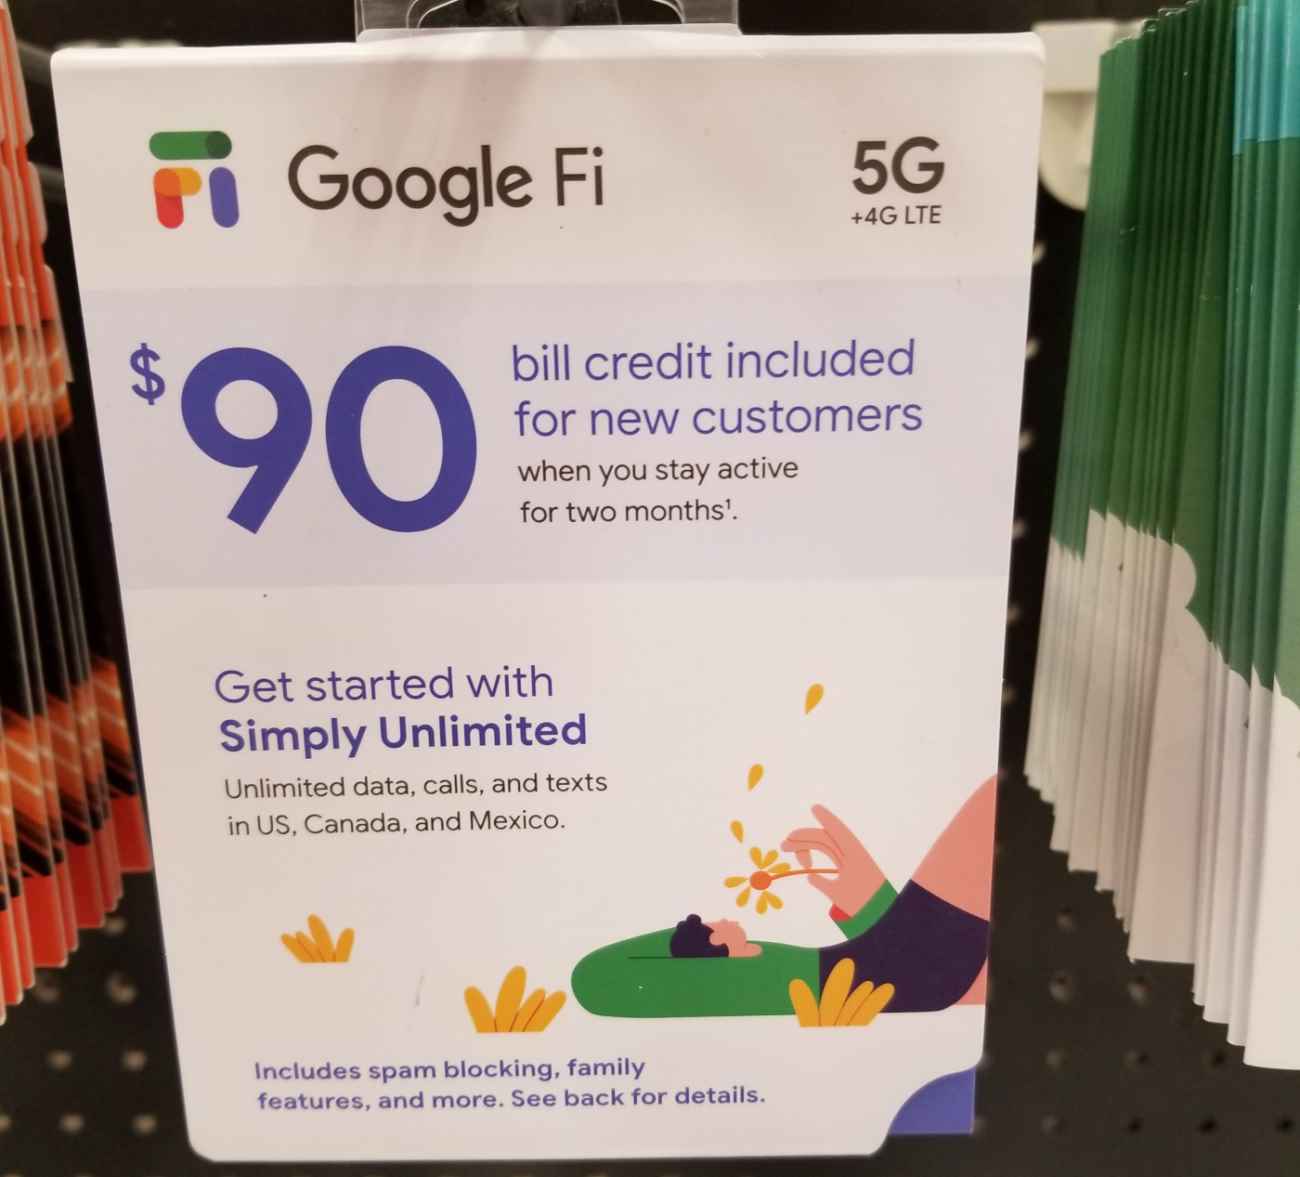 Fi Google Fi
5G
+4G LTE
$90
bill credit included
for new customers
when you stay active
for two months¹.
Get started with
Simply Unlimited
Unlimited data, calls, and texts
in US, Canada, and Mexico.
Includes spam blocking, family
features, and more. See back for details.